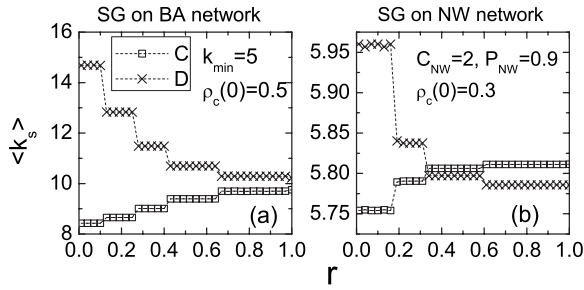 SG on BA network
SG on NW network
16
14
12
10
8
<k_s>
C
D
k_min=5
ρ_c(0)=0.5
(a)
0.0 0.2 0.4 0.6 0.8 1.0
5.95
5.90
5.85
5.80
5.75
C_NW=2, P_NW=0.9
ρ_c(0)=0.3
(b)
0.0 0.2 0.4 0.6 0.8 1.0
r